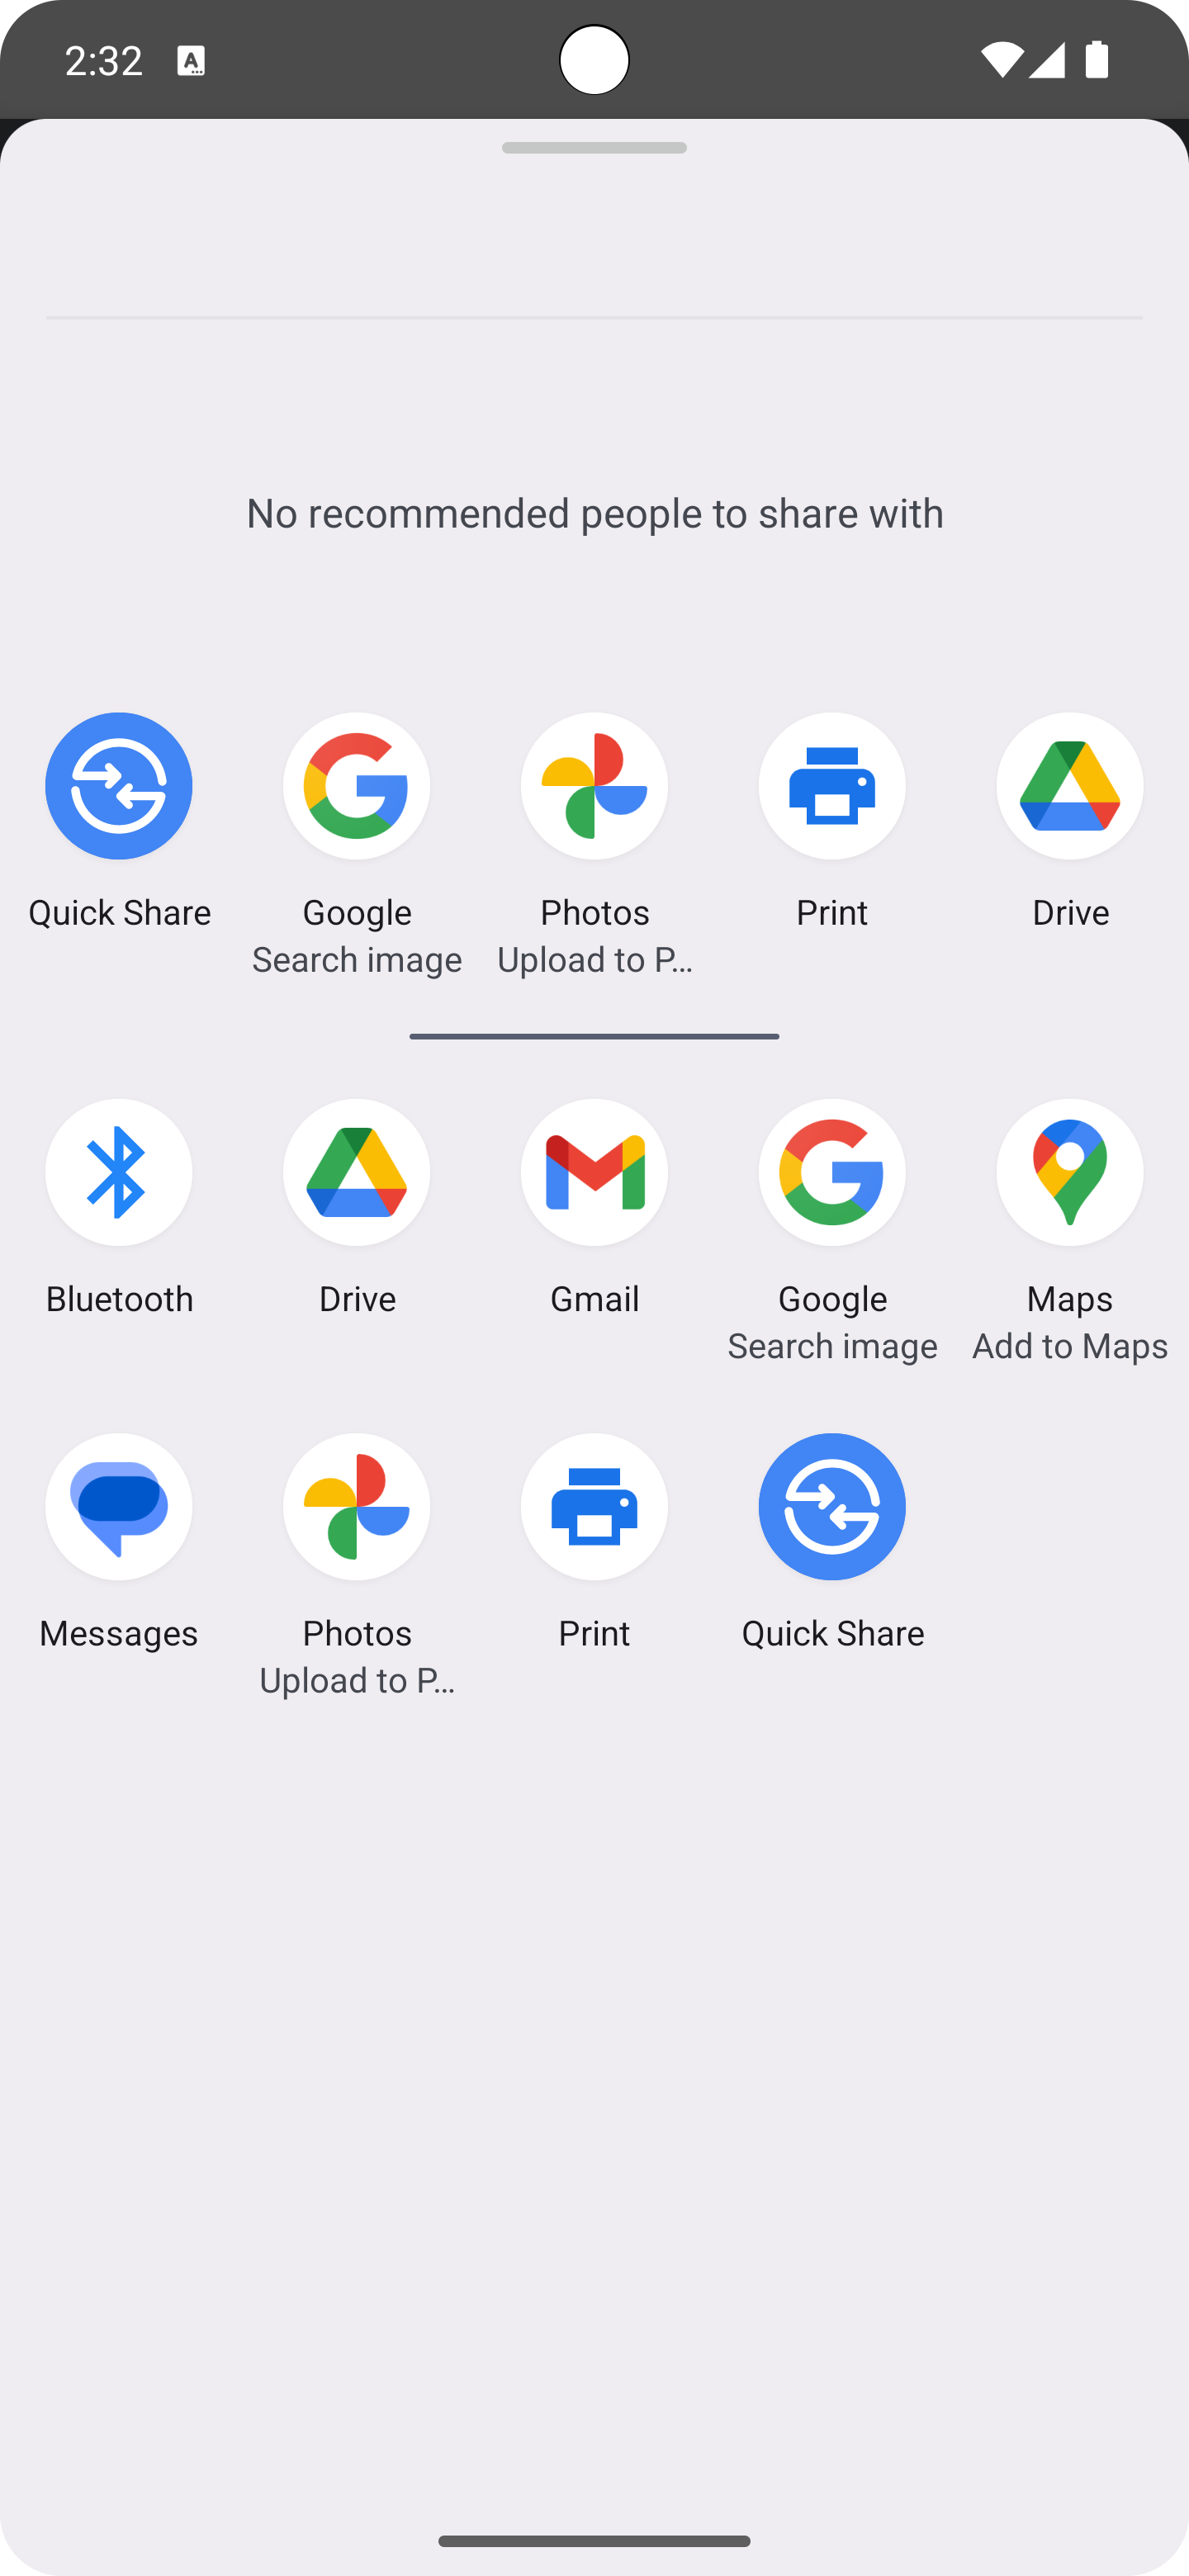 2:32
No recommended people to share with
Quick Share
Google
Search image
Photos
Upload to P...
Print
Drive
Bluetooth
Drive
Gmail
Google
Search image
Maps
Add to Maps
Messages
Photos
Upload to P...
Print
Quick Share